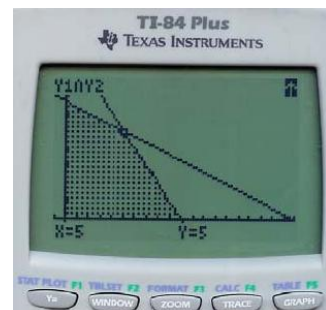 TI-84 Plus
TEXAS INSTRUMENTS
Y1∩Y2
X=5 Y=5
STAT PLOT F1 TBLSET F2 FORMAT F3 CALC F4 TABLE F5
Y= WINDOW ZOOM TRACE GRAPH